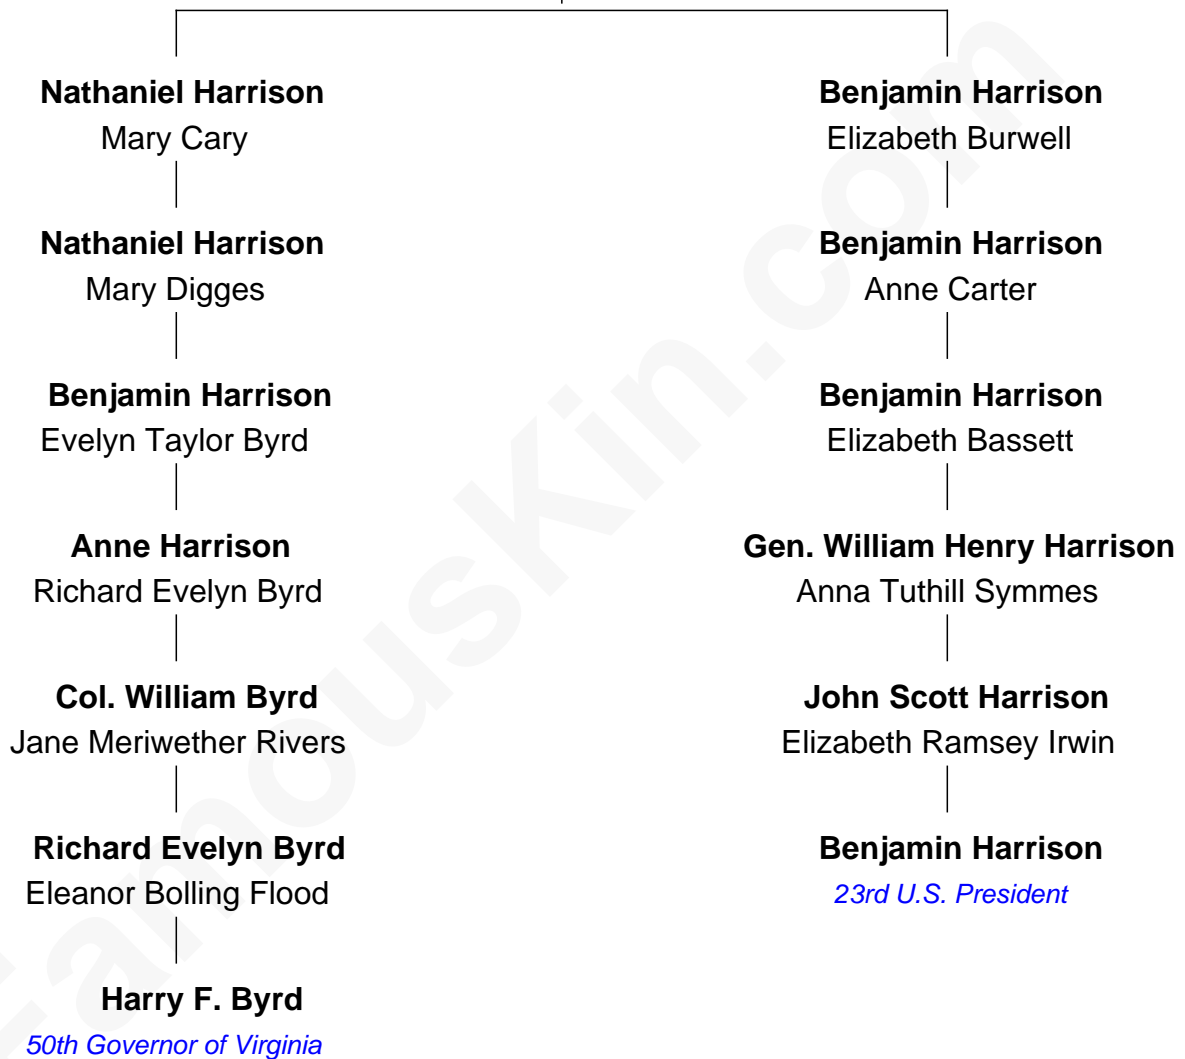 Nathaniel Harrison
Mary Cary
Nathaniel Harrison
Mary Digges
Benjamin Harrison
Evelyn Taylor Byrd
Anne Harrison
Richard Evelyn Byrd
Col. William Byrd
Jane Meriwether Rivers
Richard Evelyn Byrd
Eleanor Bolling Flood
Harry F. Byrd
50th Governor of Virginia
Benjamin Harrison
Elizabeth Burwell
Benjamin Harrison
Anne Carter
Benjamin Harrison
Elizabeth Bassett
Gen. William Henry Harrison
Anna Tuthill Symmes
John Scott Harrison
Elizabeth Ramsey Irwin
Benjamin Harrison
23rd U.S. President
FamousKin.com